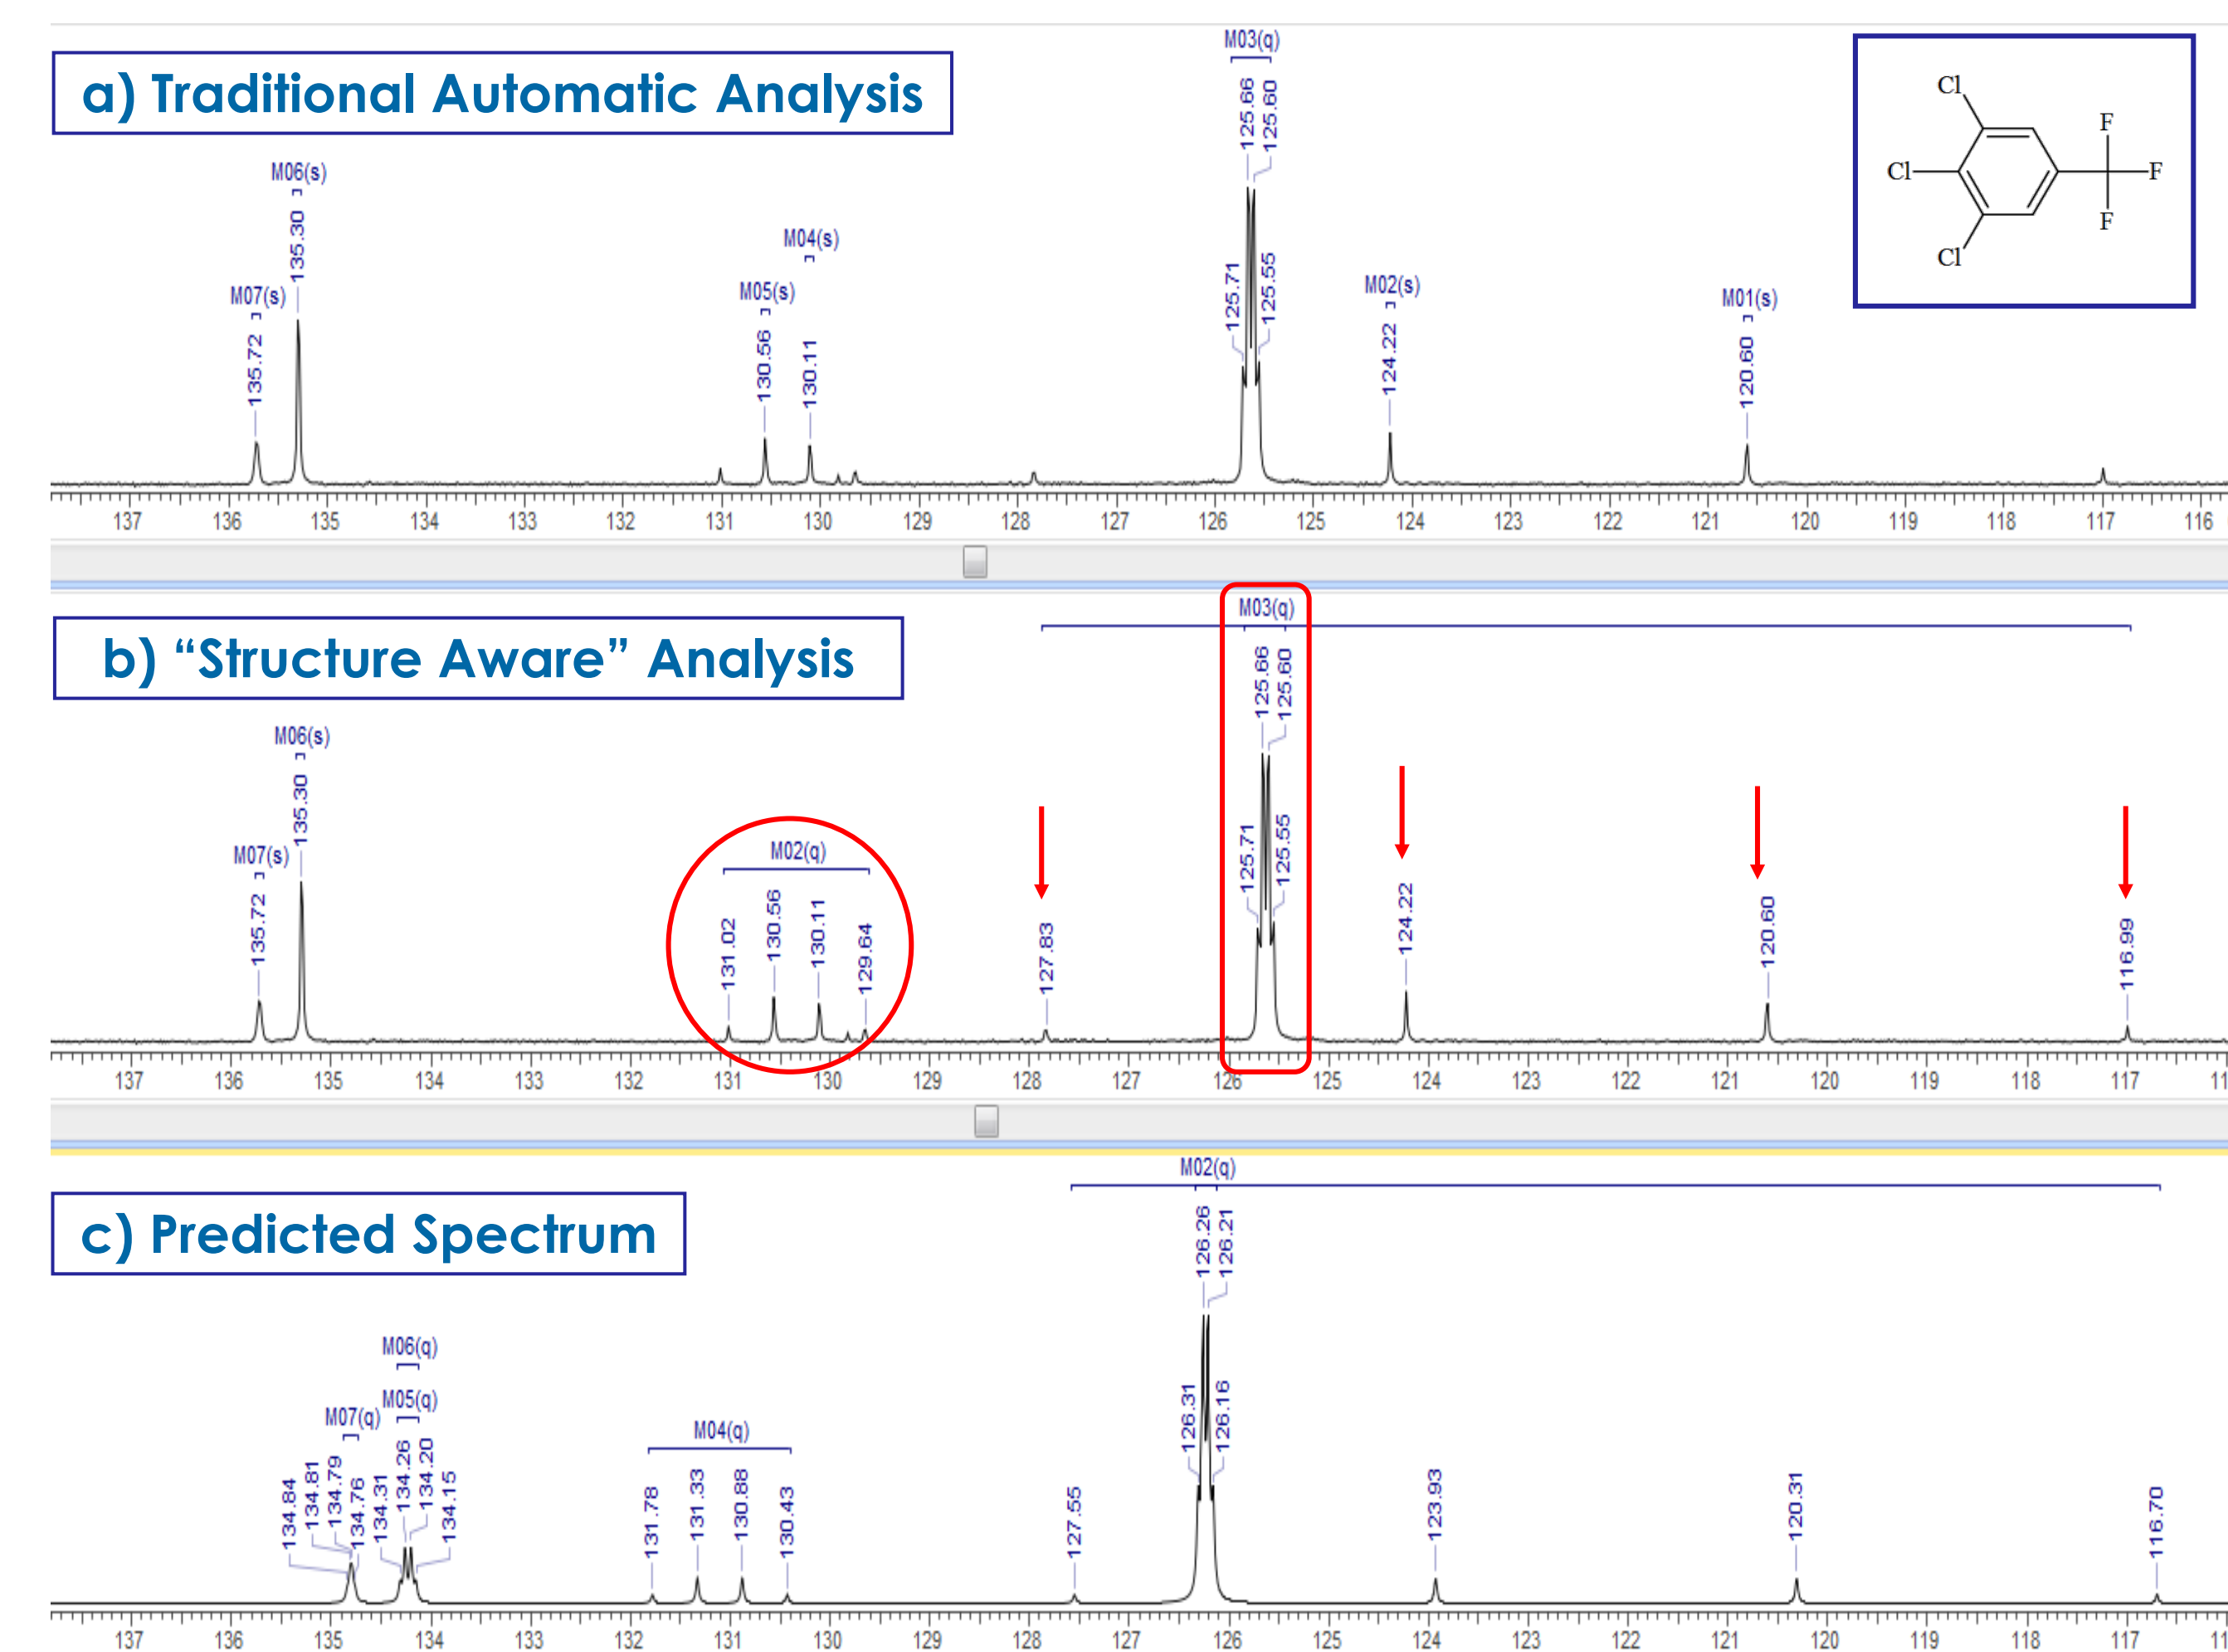 a) Traditional Automatic Analysis
M07(s)
135.72
M06(s)
135.30
M05(s)
130.56
M04(s)
130.11
M03(q)
125.71
125.66
125.60
125.55
M02(s)
124.22
M01(s)
120.60
Cl
Cl
Cl
F
F
F
137 136 135 134 133 132 131 130 129 128 127 126 125 124 123 122 121 120 119 118 117 116
b) “Structure Aware” Analysis
M07(s)
135.72
M06(s)
135.30
M02(q)
131.02
130.56
130.11
129.64
127.83
M03(q)
125.71
125.66
125.60
125.55
124.22
120.60
116.99
137 136 135 134 133 132 131 130 129 128 127 126 125 124 123 122 121 120 119 118 117 11
c) Predicted Spectrum
M07(q)
134.84
134.81
134.79
134.76
M06(q)
M05(q)
134.31
134.26
134.20
134.15
M04(q)
131.78
131.33
130.88
130.43
M02(q)
127.55
126.31
126.26
126.21
126.16
123.93
120.31
116.70
137 136 135 134 133 132 131 130 129 128 127 126 125 124 123 122 121 120 119 118 117 11